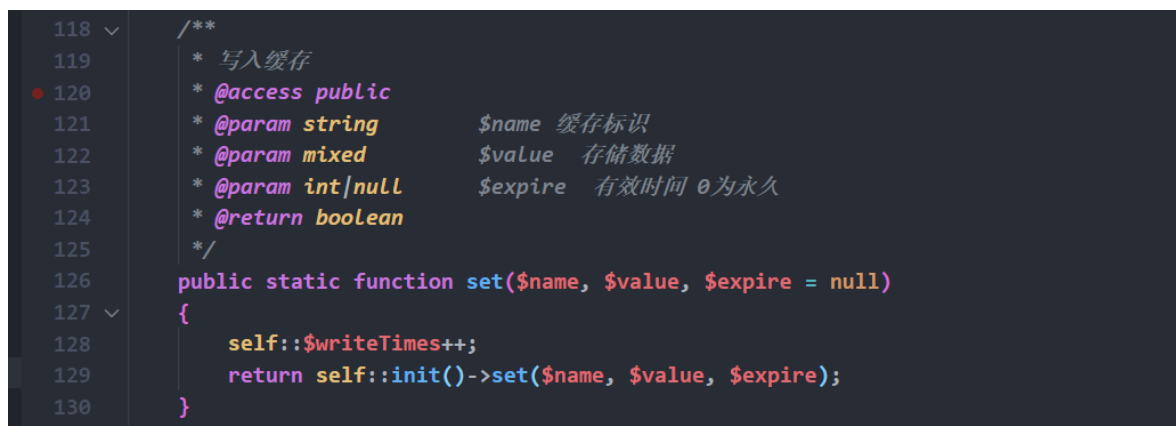 118 /**
119 * 写入缓存
120 * @access public
121 * @param string $name 缓存标识
122 * @param mixed $value 存储数据
123 * @param int|null $expire 有效时间 0为永久
124 * @return boolean
125 */
126 public static function set($name, $value, $expire = null)
127 {
128 self::$writeTimes++;
129 return self::init()->set($name, $value, $expire);
130 }